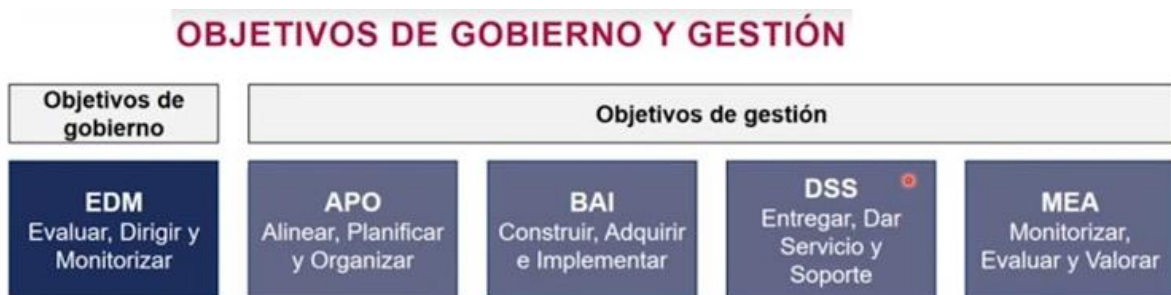 OBJETIVOS DE GOBIERNO Y GESTIÓN
Objetivos de
gobierno
Objetivos de gestión
EDM
Evaluar, Dirigir y
Monitorizar
APO
Alinear, Planificar
y Organizar
BAI
Construir, Adquirir
e Implementar
DSS
Entregar, Dar
Servicio y
Soporte
MEA
Monitorizar,
Evaluar y Valorar